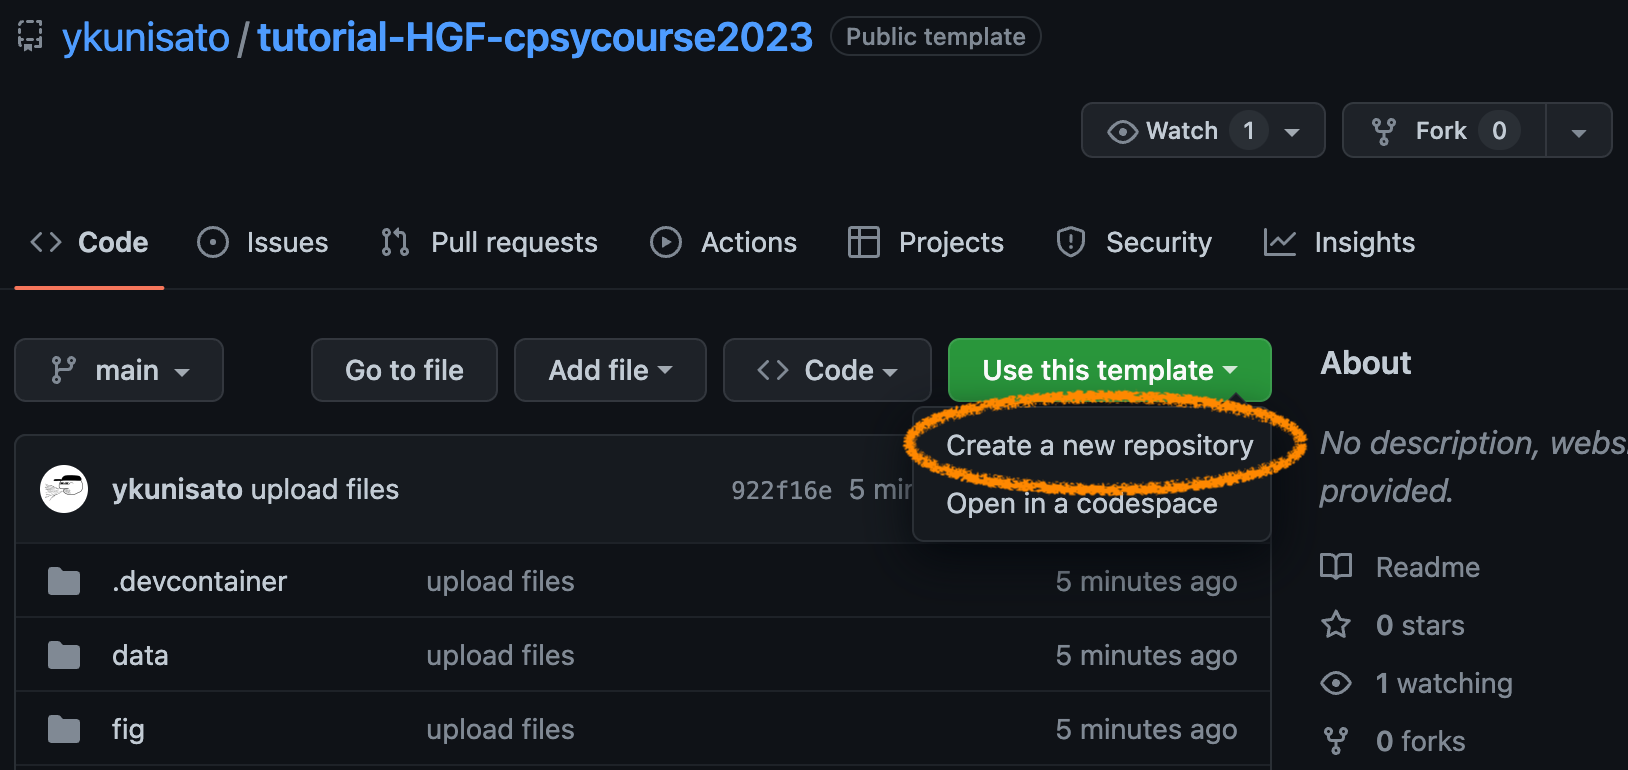 ykunisato / tutorial-HGF-cpsycourse2023 Public template
Watch 1 Fork 0
Code Issues Pull requests Actions Projects Security Insights
main Go to file Add file Code Use this template
Create a new repository
Open in a codespace
ykunisato upload files 922f16e 5 min
.devcontainer upload files 5 minutes ago
data upload files 5 minutes ago
fig upload files 5 minutes ago
About
No description, webs
provided.
Readme
0 stars
1 watching
0 forks